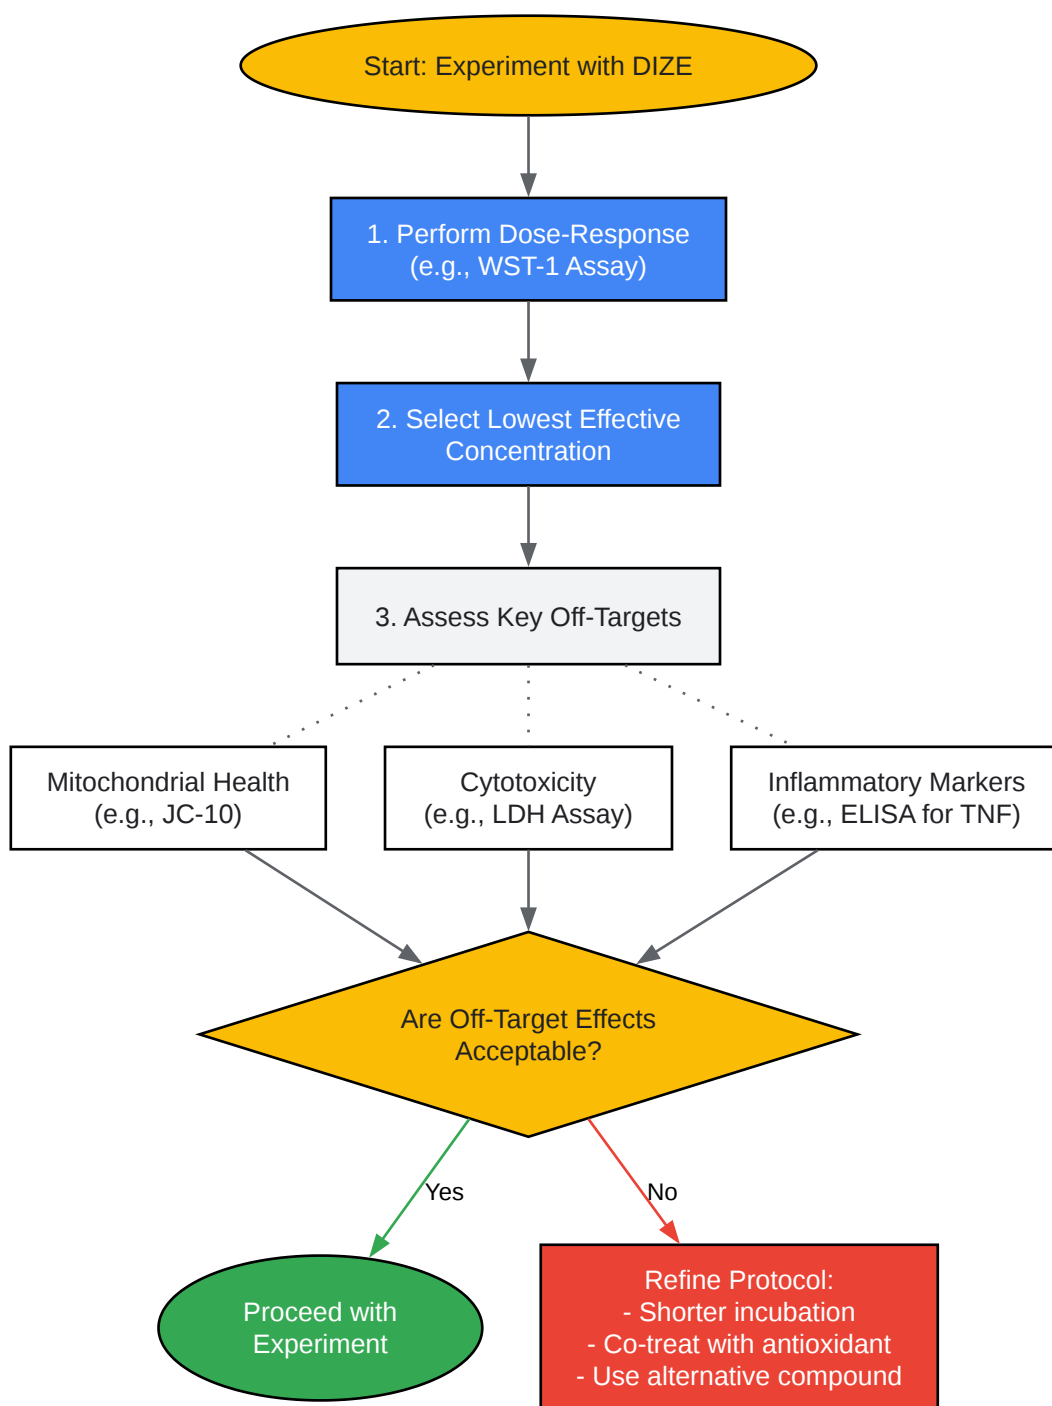 Start: Experiment with DIZE
1. Perform Dose-Response
(e.g., WST-1 Assay)
2. Select Lowest Effective
Concentration
3. Assess Key Off-Targets
Mitochondrial Health
(e.g., JC-10)
Cytotoxicity
(e.g., LDH Assay)
Inflammatory Markers
(e.g., ELISA for TNF)
Are Off-Target Effects
Acceptable?
Yes
No
Proceed with
Experiment
Refine Protocol:
- Shorter incubation
- Co-treat with antioxidant
- Use alternative compound